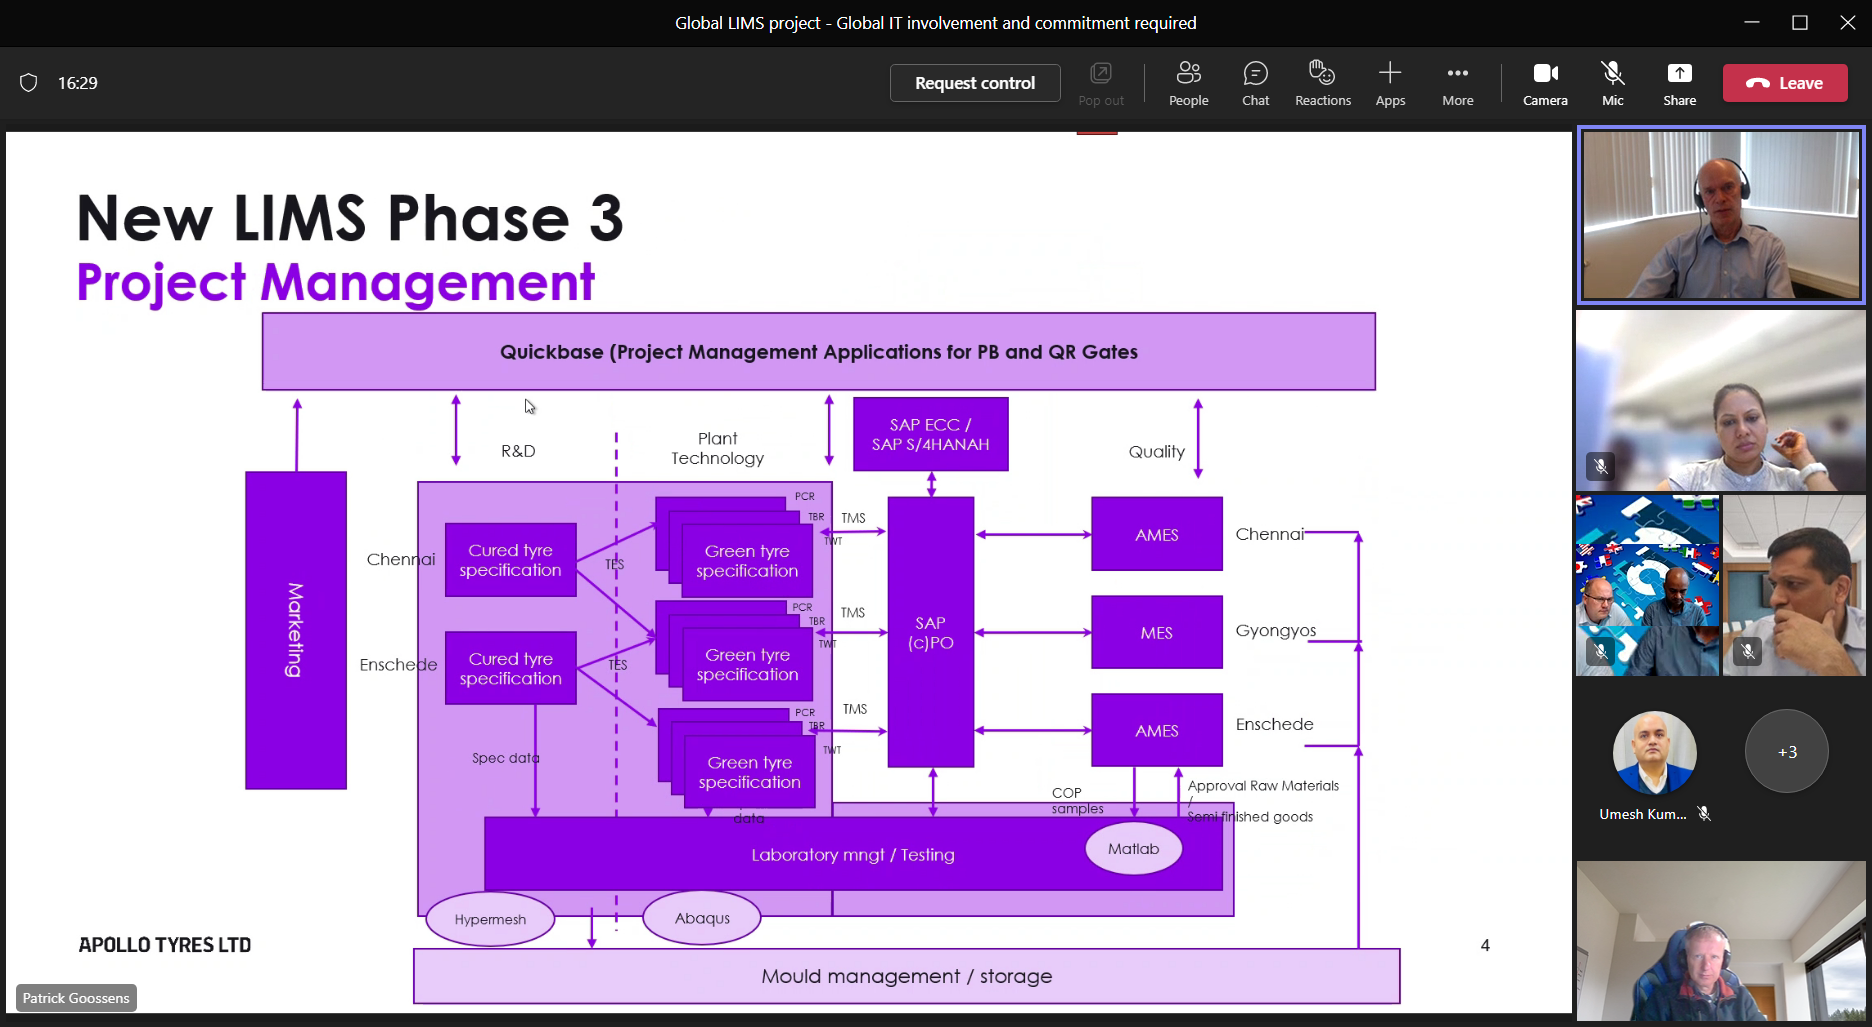 Global LIMS project - Global IT involvement and commitment required
16:29
Request control
Pop out
People
Chat
Reactions
Apps
More
Camera
Mic
Share
Leave
New LIMS Phase 3
Project Management
Quickbase (Project Management Applications for PB and QR Gates
R&D
Plant
Technology
SAP ECC /
SAP S/4HANAH
Quality
Marketing
Chennai
Cured tyre
specification
TES
Green tyre
specification
PCR
TBR
TWT
TMS
AMES
Chennai
Enschede
Cured tyre
specification
TES
Green tyre
specification
PCR
TBR
TWT
TMS
SAP
(c)PO
MES
Gyongyos
Green tyre
specification
PCR
TBR
TWT
TMS
AMES
Enschede
Spec data
data
COP
samples
Approval Raw Materials
/
Semi finished goods
Laboratory mngt / Testing
Matlab
Hypermesh
Abaqus
Mould management / storage
APOLLO TYRES LTD
4
Patrick Goossens
+3
Umesh Kum...